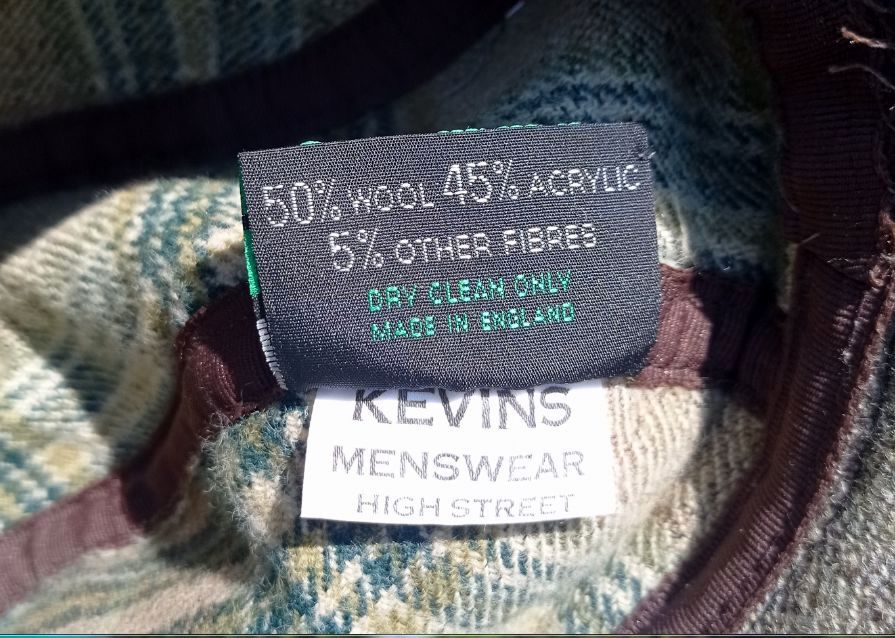 50% WOOL 45% ACRYLIC
5% OTHER FIBRES
DRY CLEAN ONLY
MADE IN ENGLAND
KEVINS
MENSWEAR
HIGH STREET